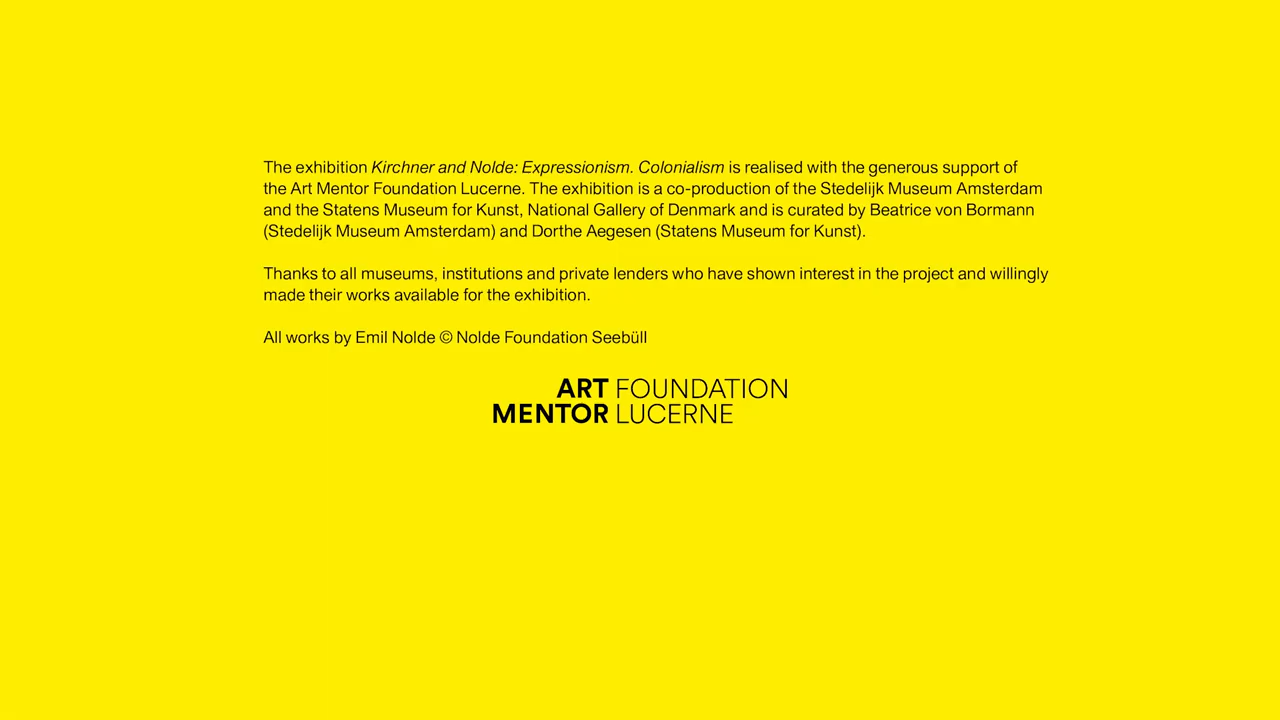 The exhibition Kirchner and Nolde: Expressionism. Colonialism is realised with the generous support of
the Art Mentor Foundation Lucerne. The exhibition is a co-production of the Stedelijk Museum Amsterdam
and the Statens Museum for Kunst, National Gallery of Denmark and is curated by Beatrice von Bormann
(Stedelijk Museum Amsterdam) and Dorthe Aegesen (Statens Museum for Kunst).
Thanks to all museums, institutions and private lenders who have shown interest in the project and willingly
made their works available for the exhibition.
All works by Emil Nolde © Nolde Foundation Seebüll
ART FOUNDATION
MENTOR LUCERNE